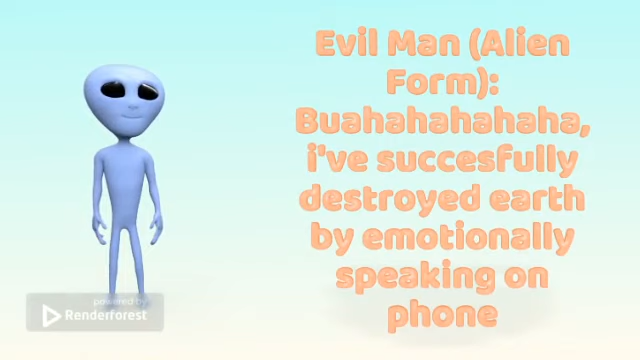 Evil Man (Alien
Form):
Buahahahahaha,
i've succesfully
destroyed earth
by emotionally
speaking on
phone
powered by
Renderforest